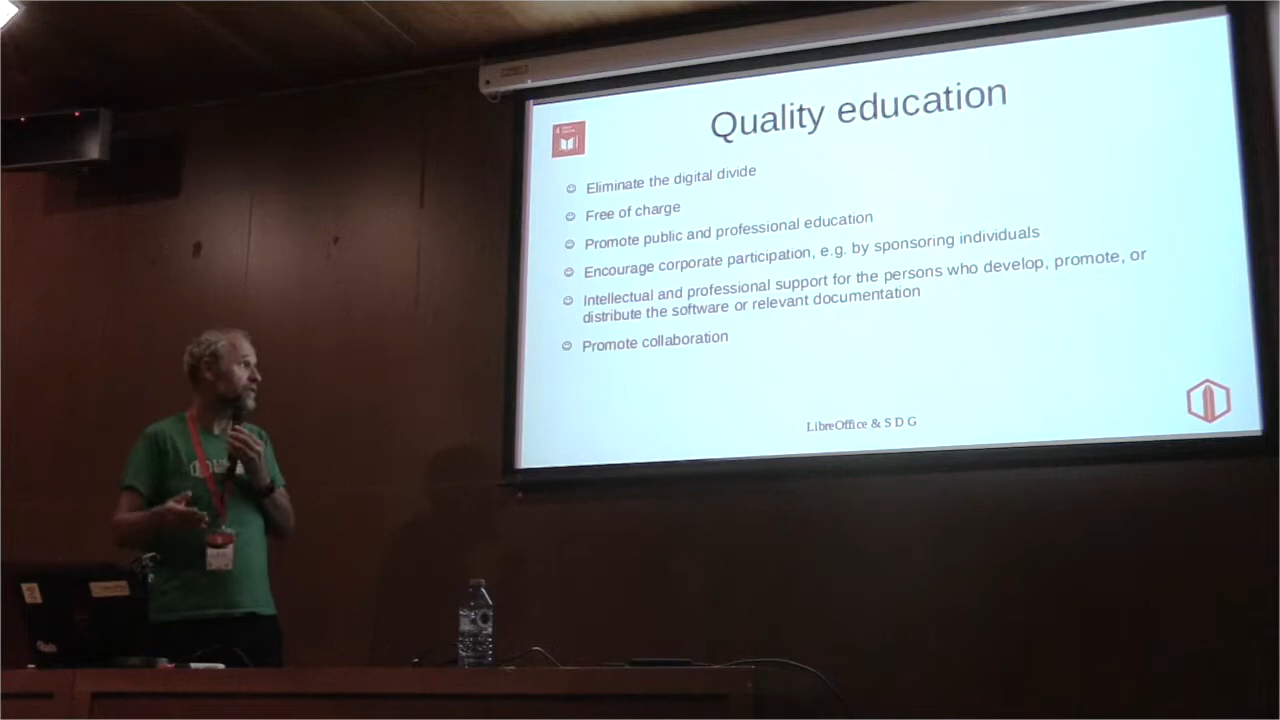 Quality education
Eliminate the digital divide
Free of charge
Promote public and professional education
Encourage corporate participation, e.g. by sponsoring individuals
Intellectual and professional support for the persons who develop, promote, or
distribute the software or relevant documentation
Promote collaboration
LibreOffice & S D G